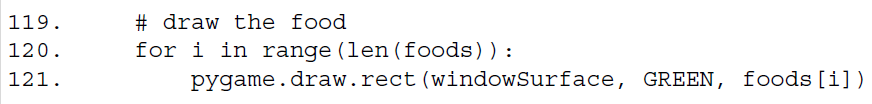 119.     # draw the food
120.     for i in range(len(foods)):
121.         pygame.draw.rect(windowSurface, GREEN, foods[i])